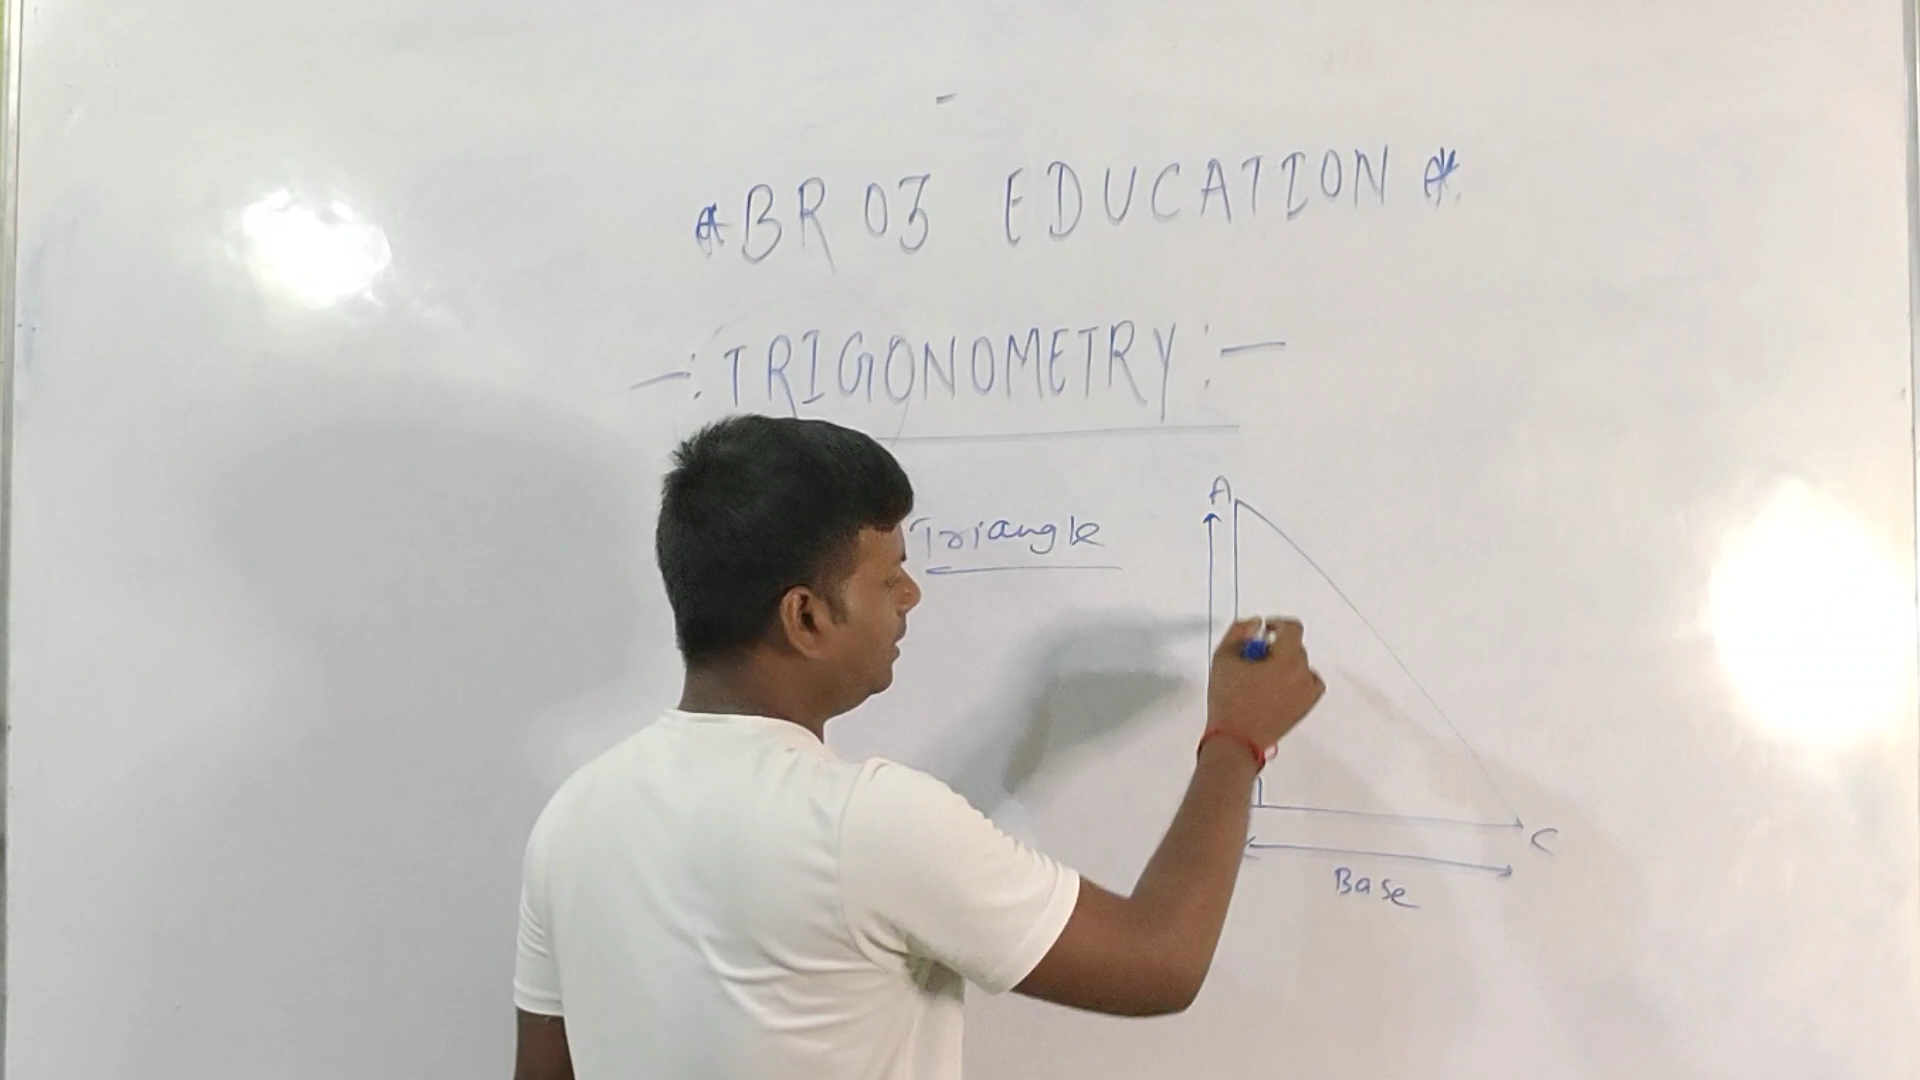 *BR 03 EDUCATION *
-: TRIGONOMETRY :-
Triangle
A
C
Base